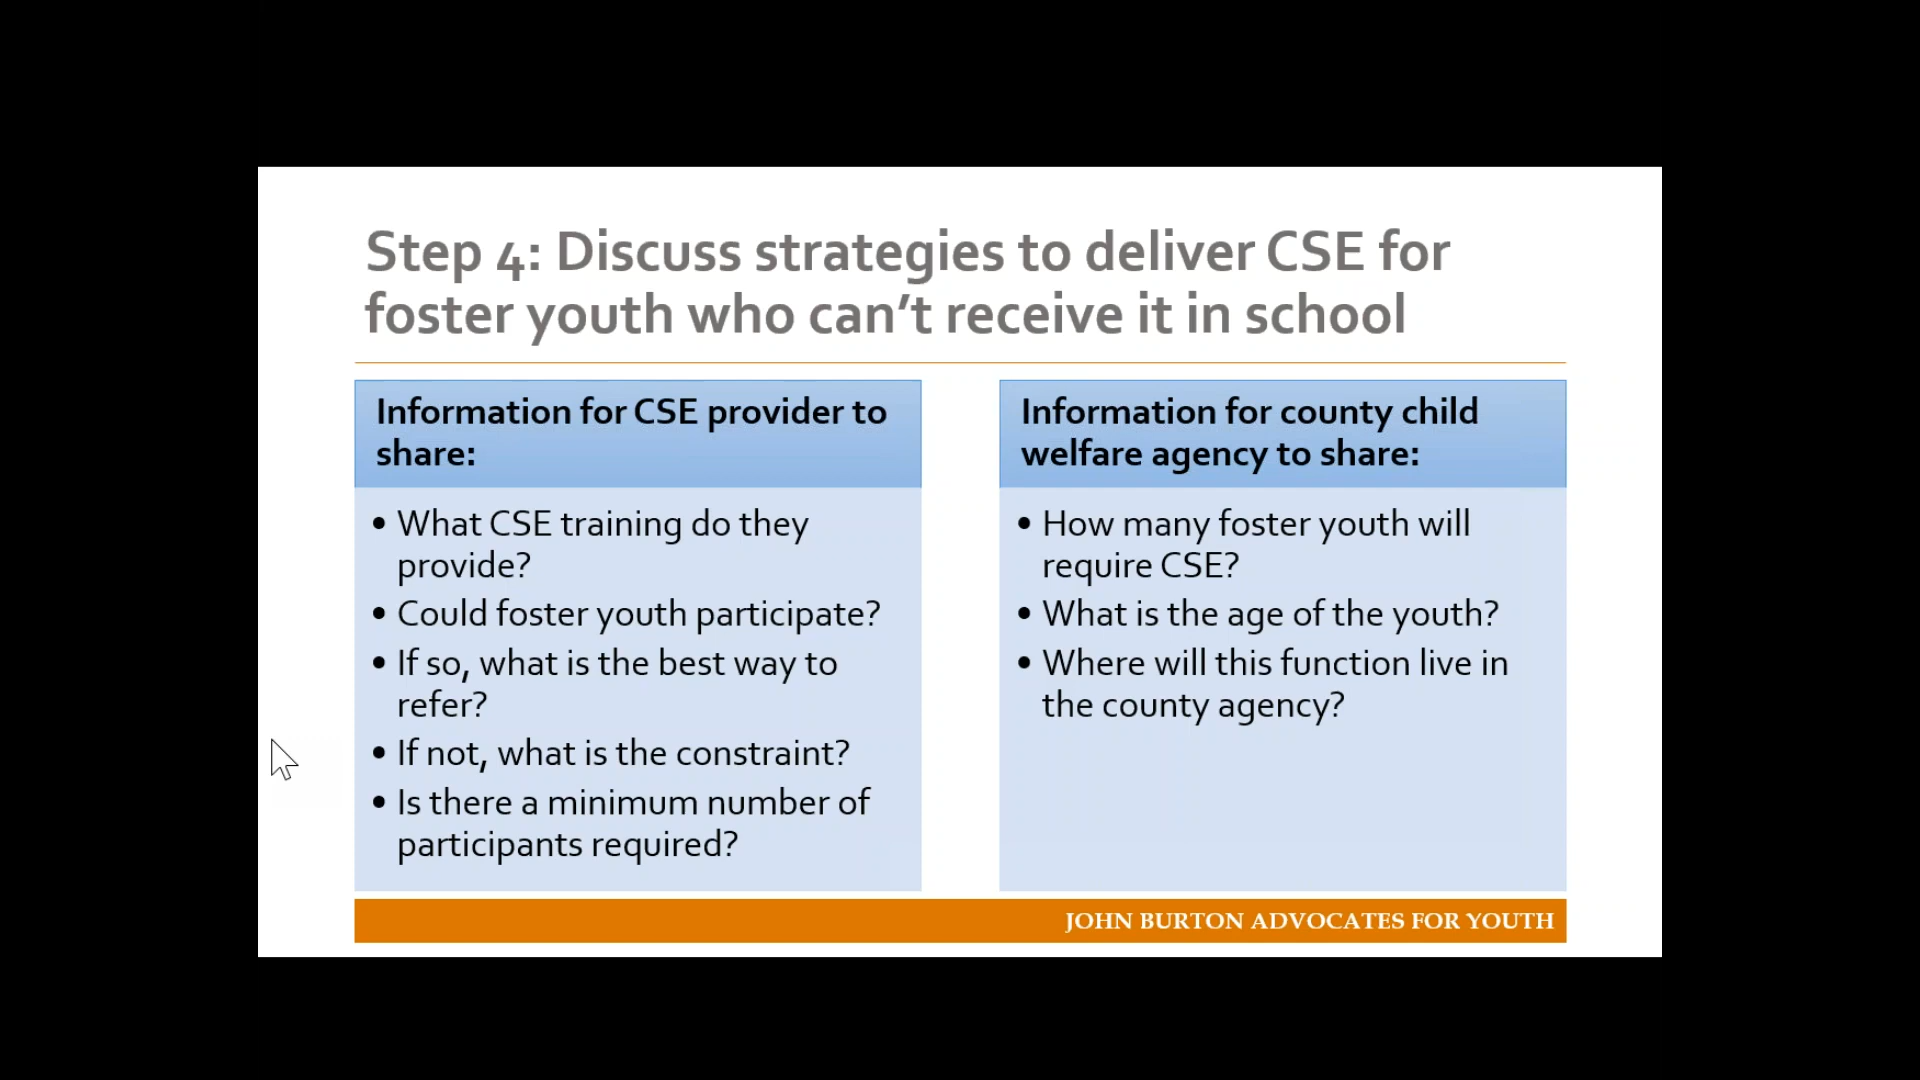 Step 4: Discuss strategies to deliver CSE for
foster youth who can’t receive it in school
Information for CSE provider to
share:
• What CSE training do they
provide?
• Could foster youth participate?
• If so, what is the best way to
refer?
• If not, what is the constraint?
• Is there a minimum number of
participants required?
Information for county child
welfare agency to share:
• How many foster youth will
require CSE?
• What is the age of the youth?
• Where will this function live in
the county agency?
JOHN BURTON ADVOCATES FOR YOUTH